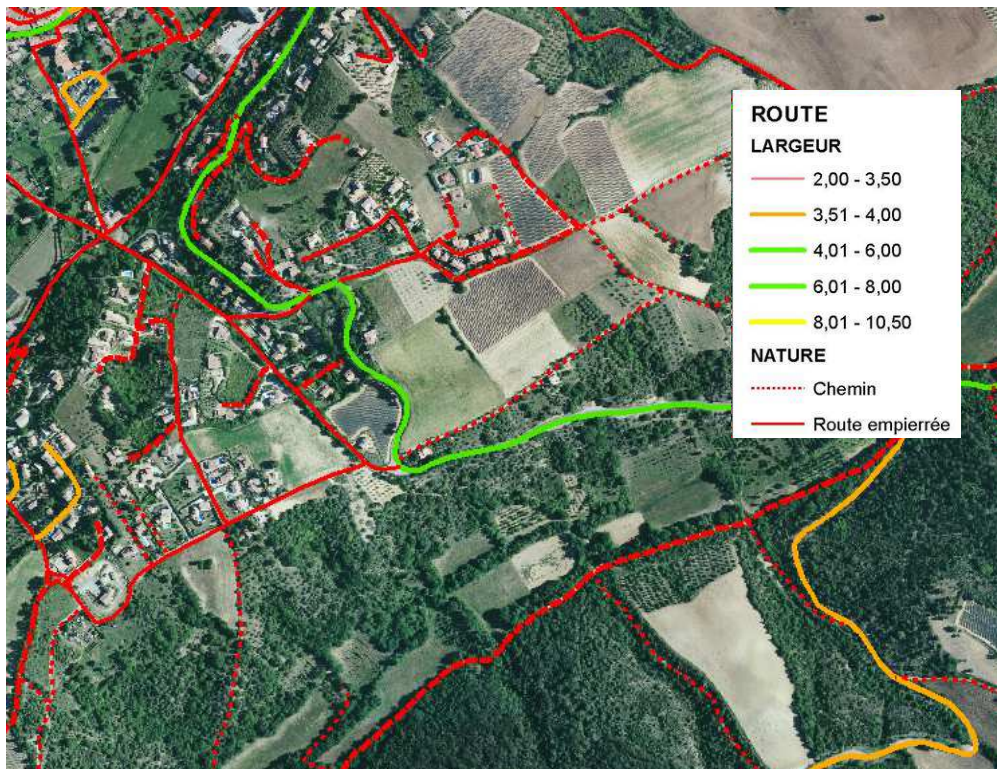 ROUTE
LARGEUR
2,00 - 3,50
3,51 - 4,00
4,01 - 6,00
6,01 - 8,00
8,01 - 10,50
NATURE
Chemin
Route empierrée